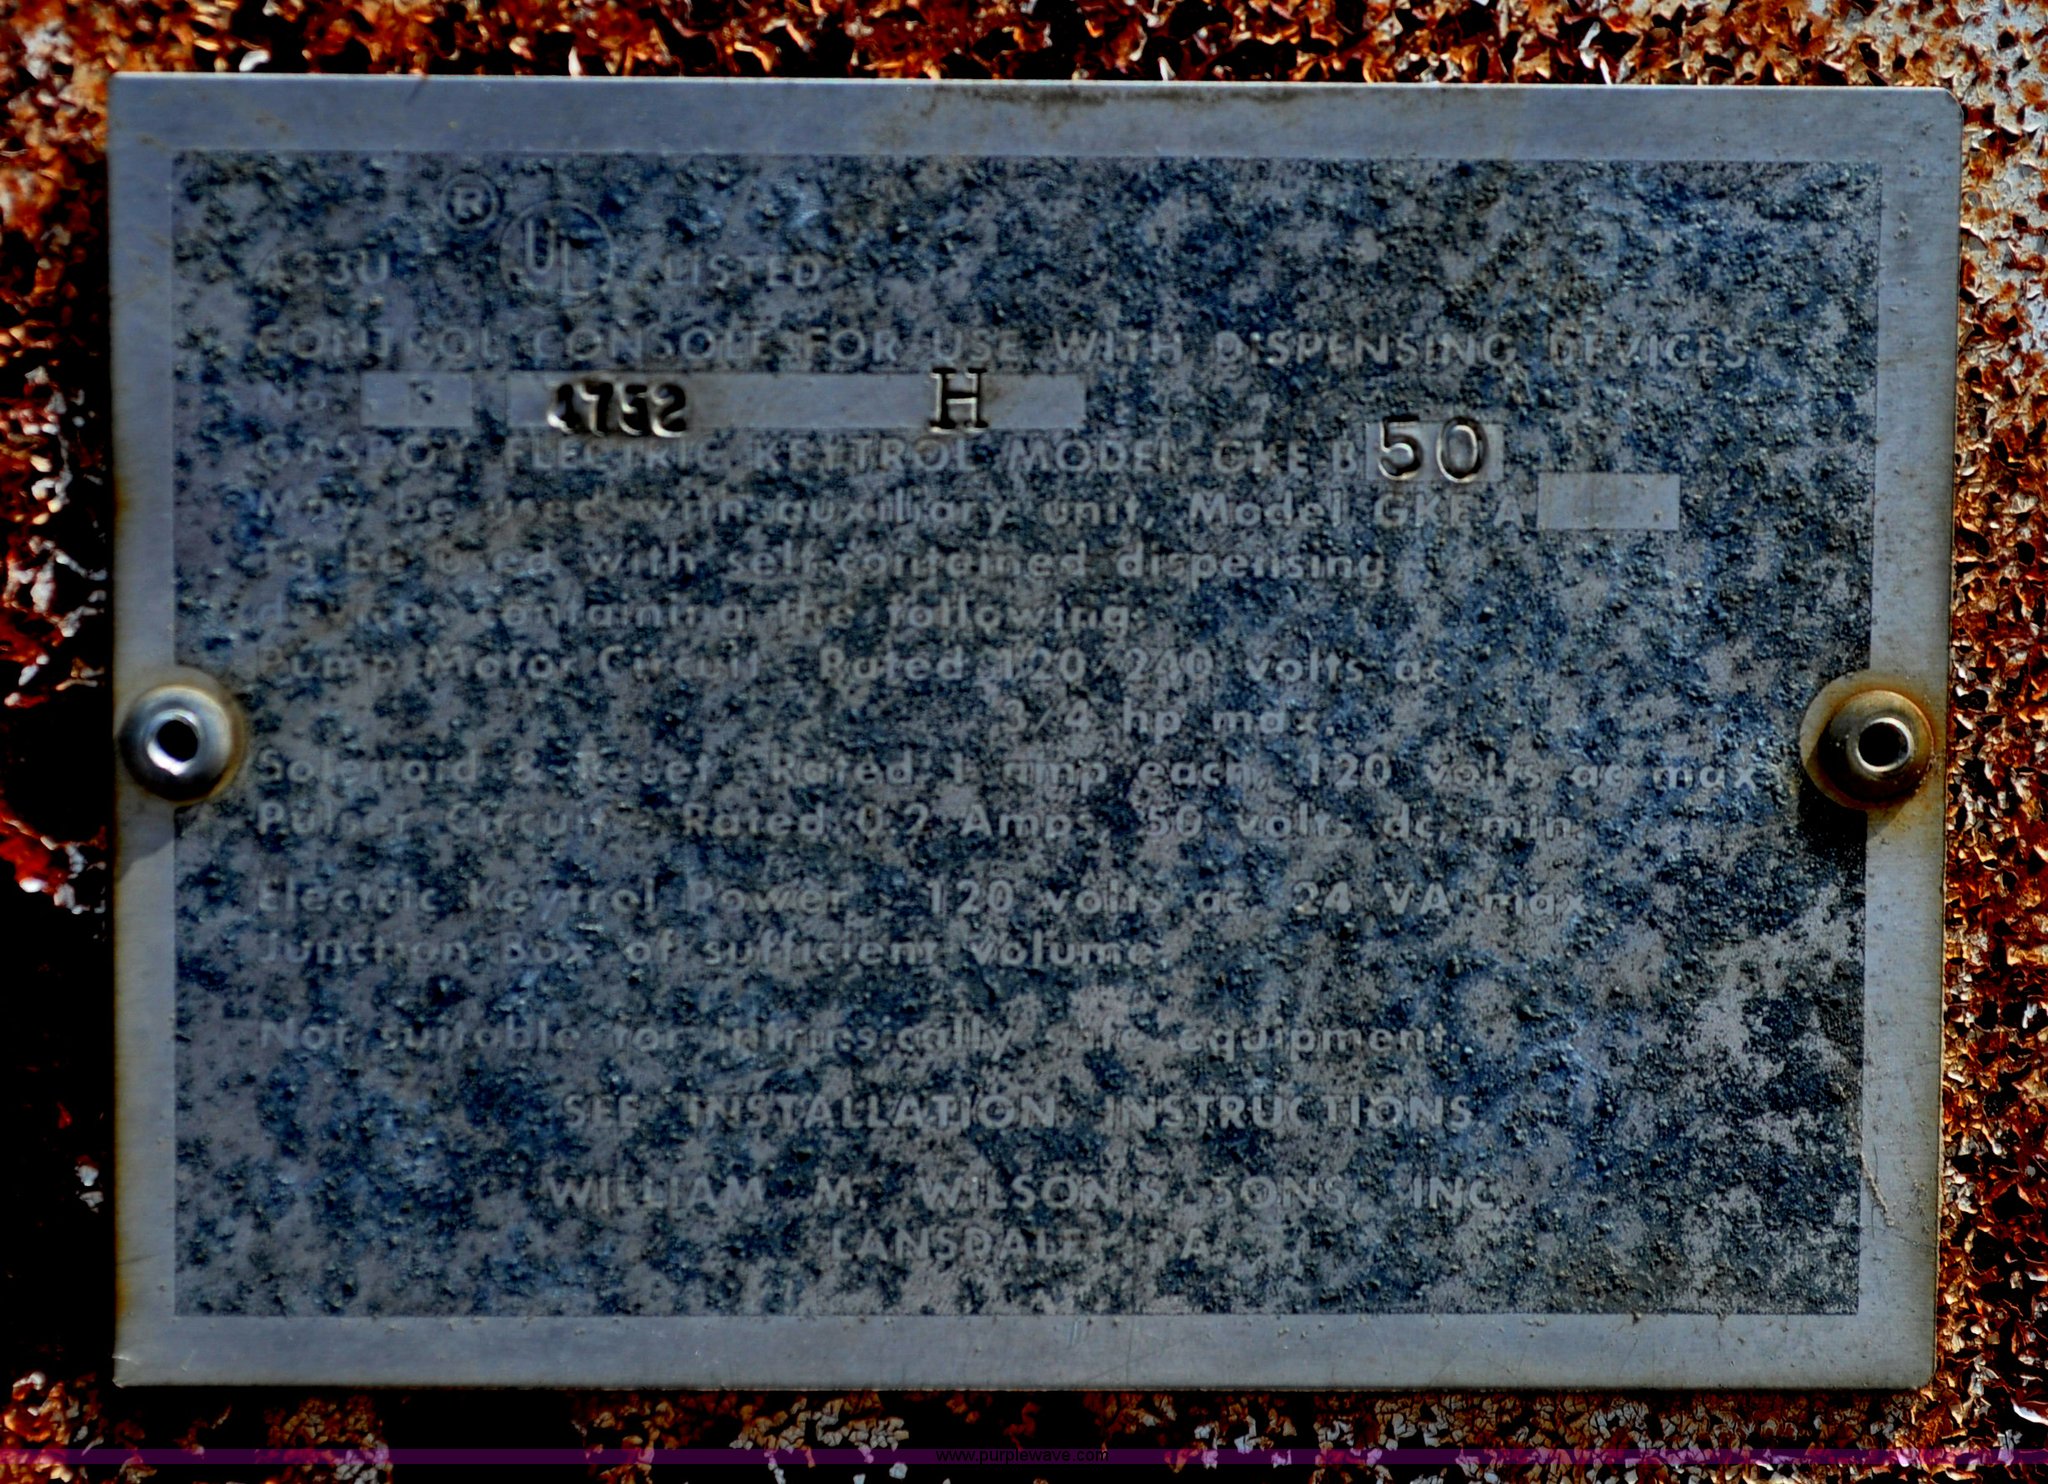 433U ® UL LISTED
CONTROL CONSOLES FOR USE WITH DISPENSING DEVICES
No. 3 4752 H
GASBOY ELECTRIC KEYTROL MODEL GKE B 50
May be used with auxiliary unit, Model GKE A
To be used with self-contained dispensing
devices containing the following:
Pump Motor Circuit - Rated 120/240 volts ac
3/4 hp max.
Solenoid & Reset - Rated 1 amp each, 120 volts ac max
Pulser Circuit - Rated 0.2 Amps, 50 volts dc, min.
Electric Keytrol Power - 120 volts ac, 24 VA max.
Junction Box of sufficient volume.
Not suitable for intrinsically safe equipment.
SEE INSTALLATION INSTRUCTIONS.
WILLIAM M. WILSON'S SONS, INC.
LANSDALE, PA.
www.purplewave.com